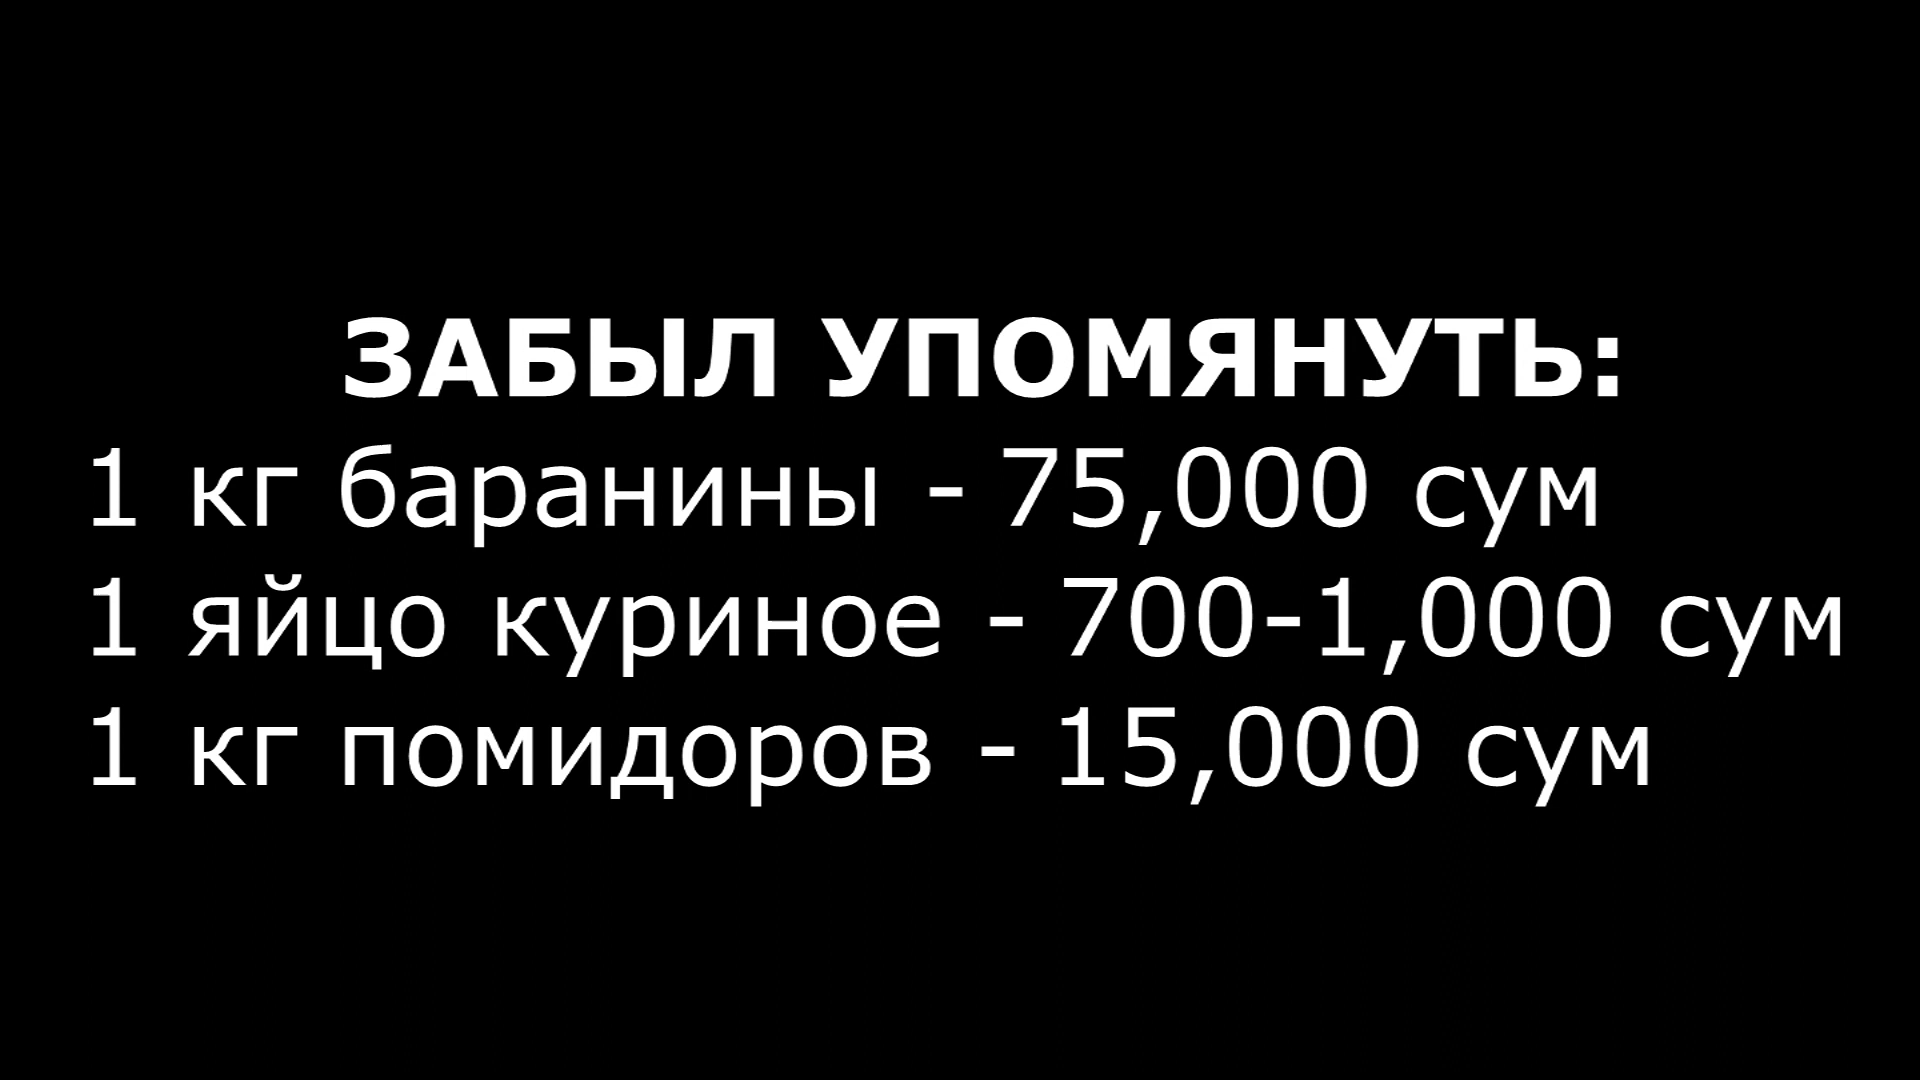 ЗАБЫЛ УПОМЯНУТЬ:
1 кг баранины - 75,000 сум
1 яйцо куриное - 700-1,000 сум
1 кг помидоров - 15,000 сум